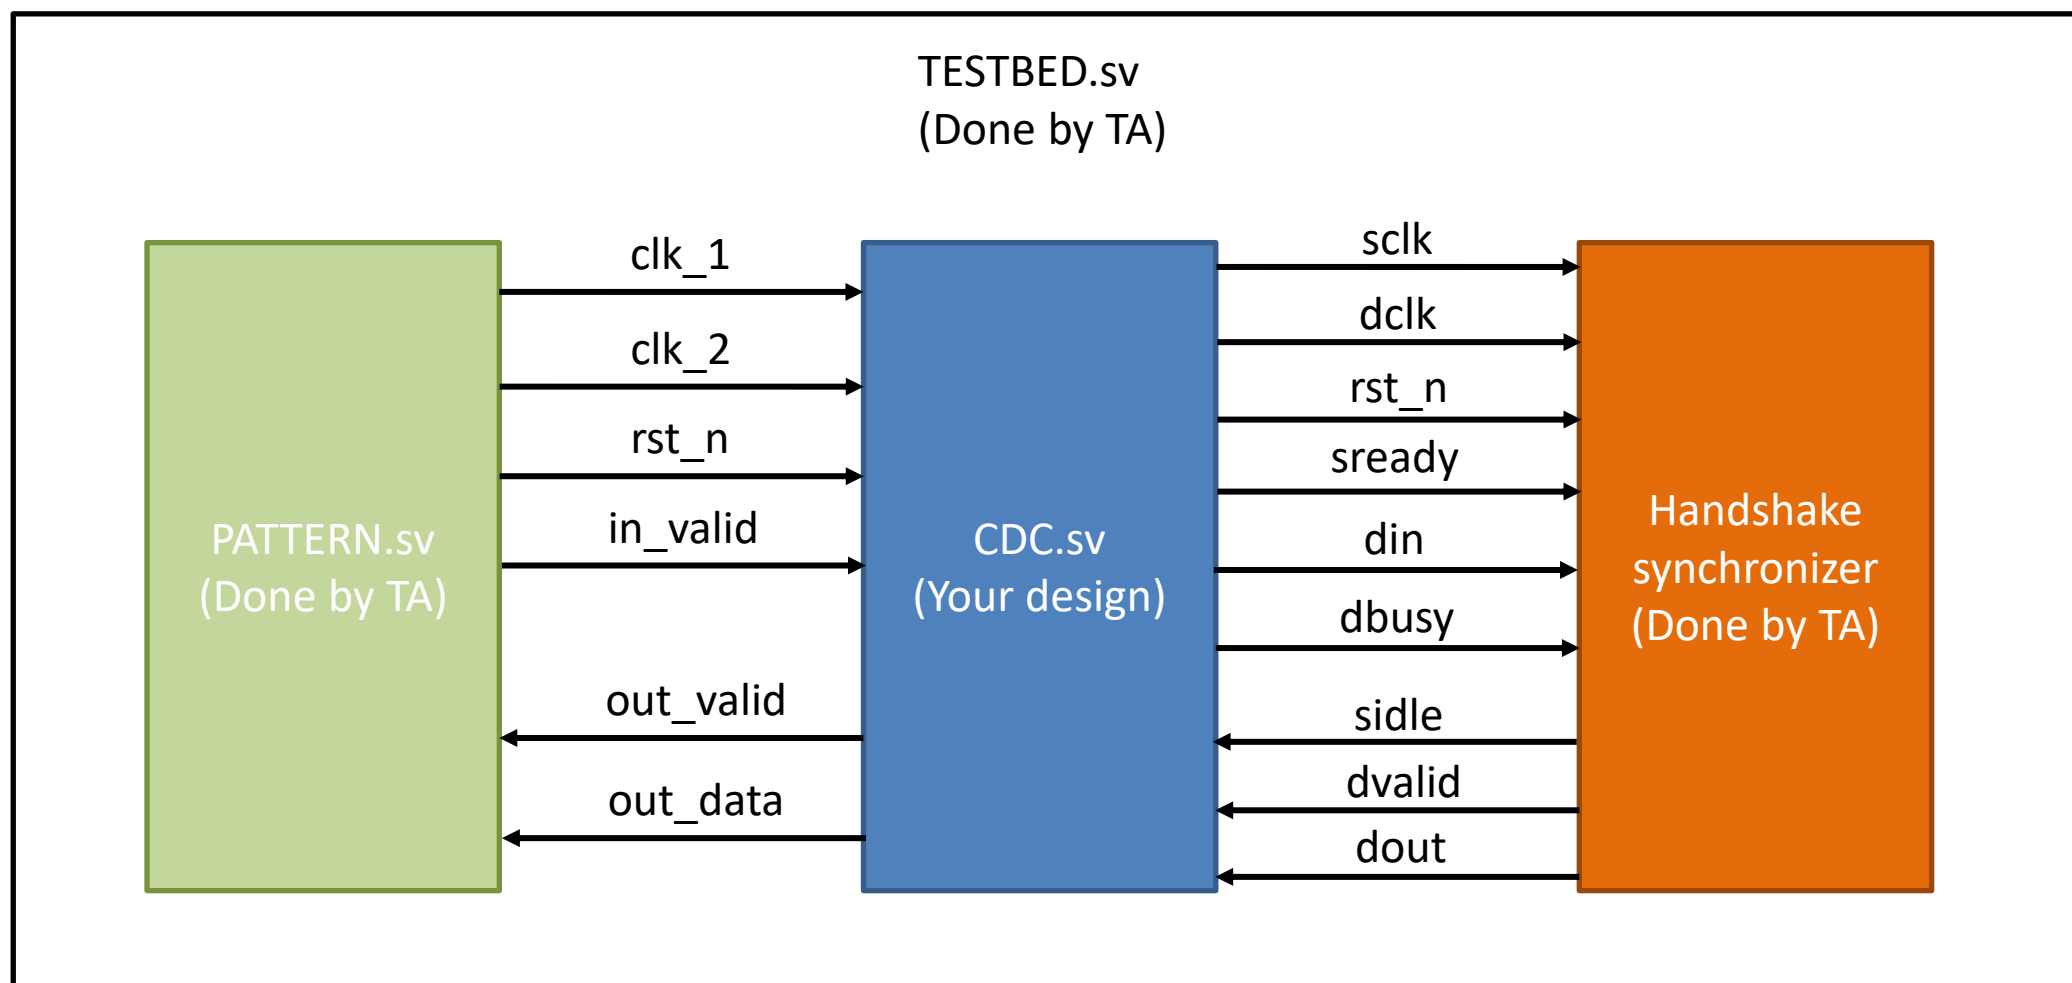 TESTBED.sv
(Done by TA)
PATTERN.sv
(Done by TA)
clk_1
clk_2
rst_n
in_valid
out_valid
out_data
CDC.sv
(Your design)
sclk
dclk
rst_n
sready
din
dbusy
sidle
dvalid
dout
Handshake
synchronizer
(Done by TA)